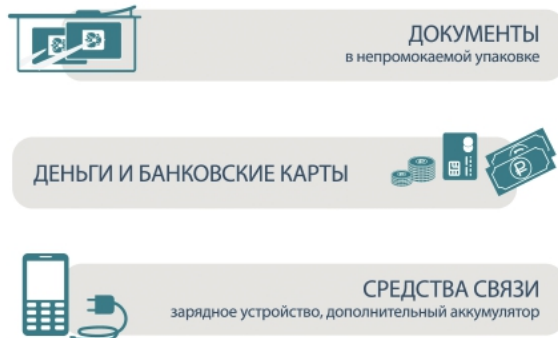 ДОКУМЕНТЫ
в непромокаемой упаковке
ДЕНЬГИ И БАНКОВСКИЕ КАРТЫ
СРЕДСТВА СВЯЗИ
зарядное устройство, дополнительный аккумулятор